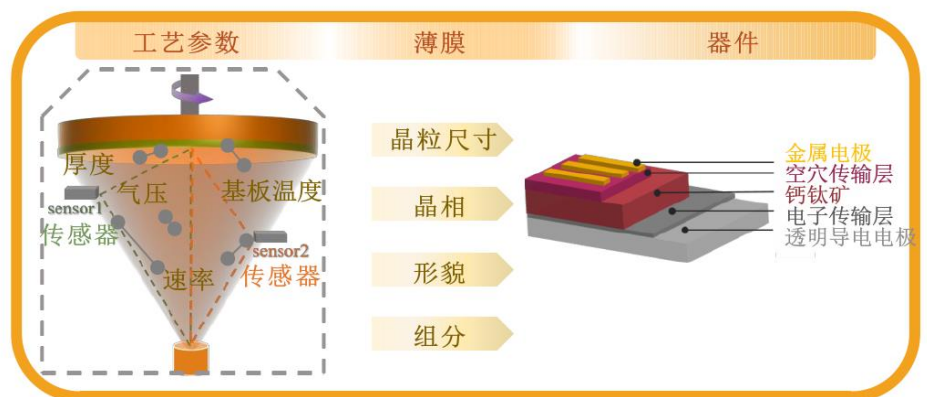 工艺参数
薄膜
器件
厚度
气压
基板温度
sensor1
传感器
sensor2
传感器
速率
晶粒尺寸
晶相
形貌
组分
金属电极
空穴传输层
钙钛矿
电子传输层
透明导电电极